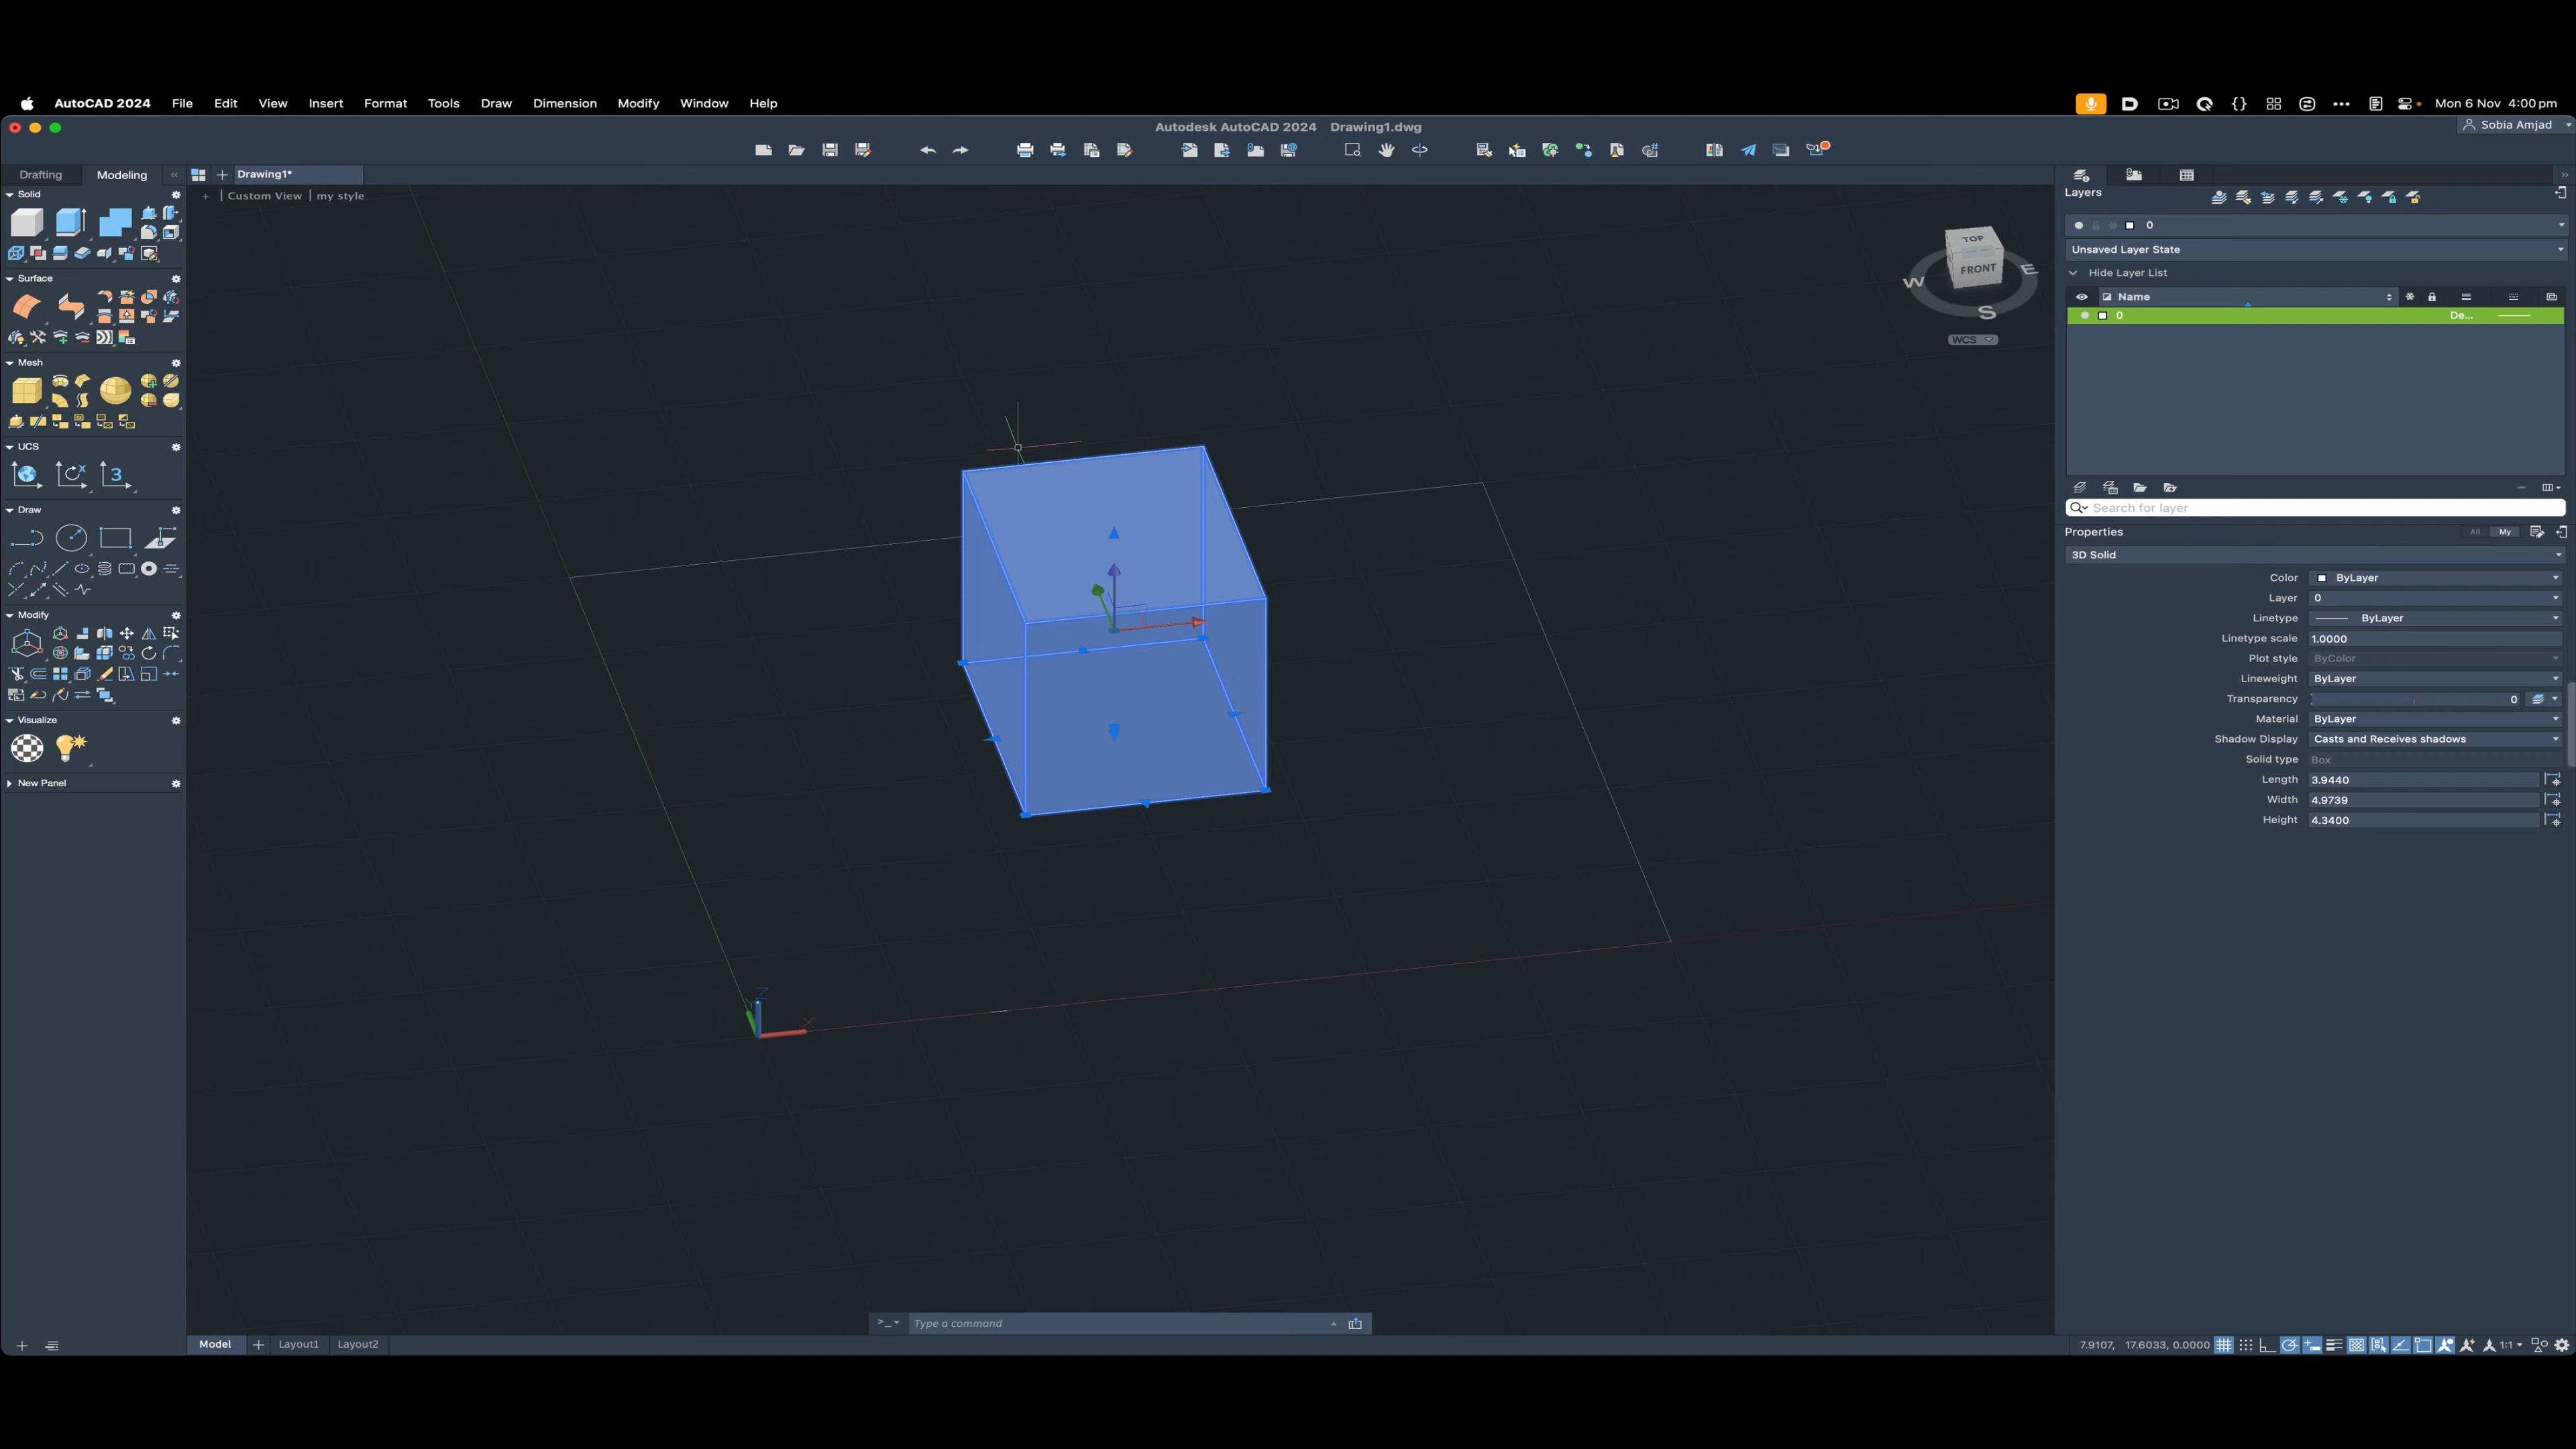 AutoCAD 2024 File Edit View Insert Format Tools Draw Dimension Modify Window Help Mon 6 Nov 4:00 pm
Autodesk AutoCAD 2024 Drawing1.dwg Sobia Amjad
Drafting Modeling Drawing1*
Solid
+ | Custom View | my style
Surface
Mesh
UCS
3
Draw
Modify
Visualize
New Panel
TOP
FRONT
W E
S
WCS
Z
Y
X
Layers
0
Unsaved Layer State
Hide Layer List
Name
0 De...
Search for layer
Properties All My
3D Solid
Color ByLayer
Layer 0
Linetype ByLayer
Linetype scale 1.0000
Plot style ByColor
Lineweight ByLayer
Transparency 0
Material ByLayer
Shadow Display Casts and Receives shadows
Solid type Box
Length 3.9440
Width 4.9739
Height 4.3400
>_ Type a command
Model Layout1 Layout2
7.9107, 17.6033, 0.0000 1:1